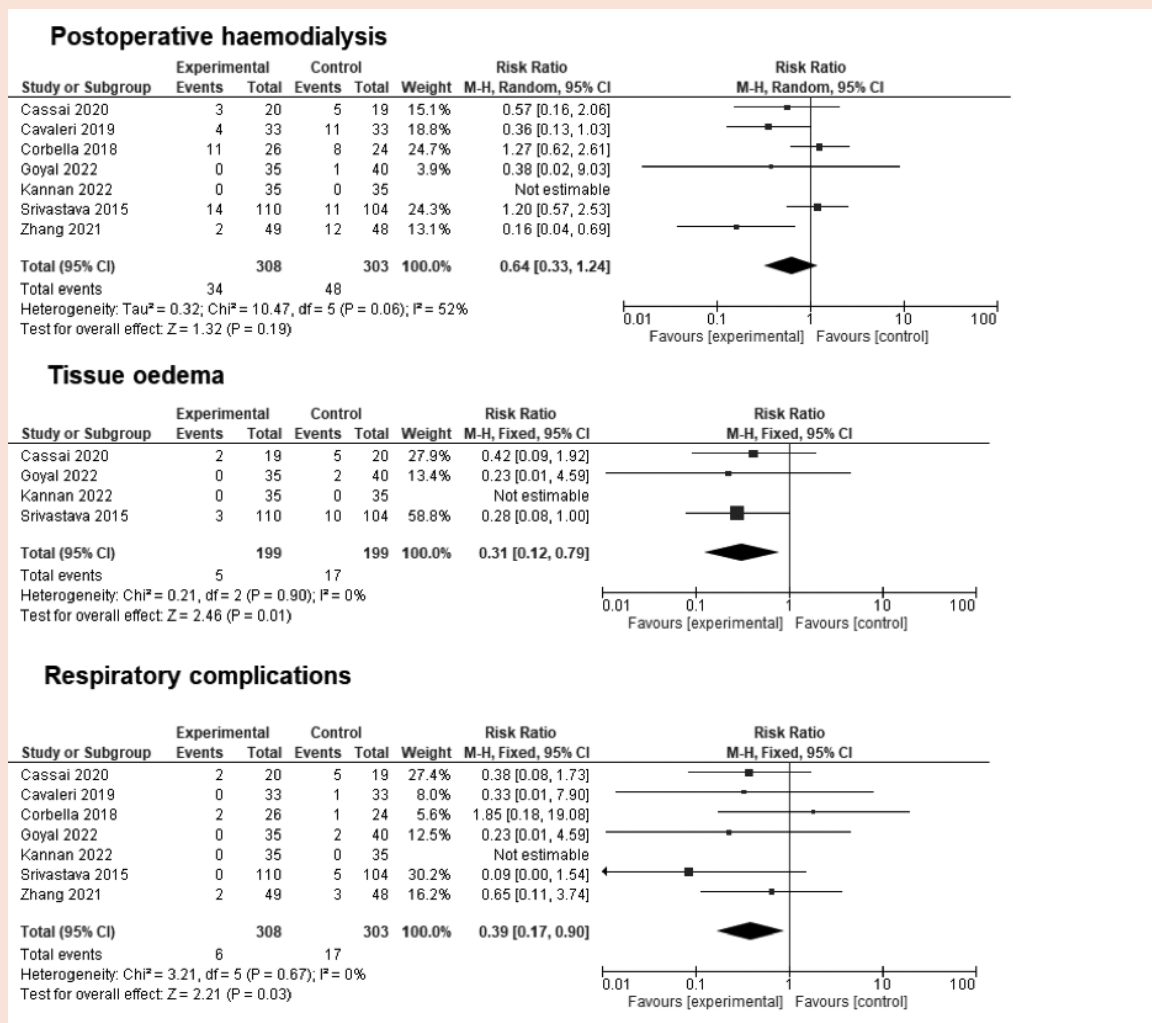 Postoperative haemodialysis
Experimental Control Risk Ratio Risk Ratio
Study or Subgroup Events Total Events Total Weight M-H, Random, 95% CI M-H, Random, 95% CI
Cassai 2020 3 20 5 19 15.1% 0.57 [0.16, 2.06]
Cavaleri 2019 4 33 11 33 18.8% 0.36 [0.13, 1.03]
Corbella 2018 11 26 8 24 24.7% 1.27 [0.62, 2.61]
Goyal 2022 0 35 1 40 3.9% 0.38 [0.02, 9.03]
Kannan 2022 0 35 0 35 Not estimable
Srivastava 2015 14 110 11 104 24.3% 1.20 [0.57, 2.53]
Zhang 2021 2 49 12 48 13.1% 0.16 [0.04, 0.69]
Total (95% CI) 308 303 100.0% 0.64 [0.33, 1.24]
Total events 34 48
Heterogeneity: Tau² = 0.32; Chi² = 10.47, df = 5 (P = 0.06); I² = 52%
Test for overall effect: Z = 1.32 (P = 0.19)
0.01 0.1 1 10 100
Favours [experimental] Favours [control]
Tissue oedema
Experimental Control Risk Ratio Risk Ratio
Study or Subgroup Events Total Events Total Weight M-H, Fixed, 95% CI M-H, Fixed, 95% CI
Cassai 2020 2 19 5 20 27.9% 0.42 [0.09, 1.92]
Goyal 2022 0 35 2 40 13.4% 0.23 [0.01, 4.59]
Kannan 2022 0 35 0 35 Not estimable
Srivastava 2015 3 110 10 104 58.8% 0.28 [0.08, 1.00]
Total (95% CI) 199 199 100.0% 0.31 [0.12, 0.79]
Total events 5 17
Heterogeneity: Chi² = 0.21, df = 2 (P = 0.90); I² = 0%
Test for overall effect: Z = 2.46 (P = 0.01)
0.01 0.1 1 10 100
Favours [experimental] Favours [control]
Respiratory complications
Experimental Control Risk Ratio Risk Ratio
Study or Subgroup Events Total Events Total Weight M-H, Fixed, 95% CI M-H, Fixed, 95% CI
Cassai 2020 2 20 5 19 27.4% 0.38 [0.08, 1.73]
Cavaleri 2019 0 33 1 33 8.0% 0.33 [0.01, 7.90]
Corbella 2018 2 26 1 24 5.6% 1.85 [0.18, 19.08]
Goyal 2022 0 35 2 40 12.5% 0.23 [0.01, 4.59]
Kannan 2022 0 35 0 35 Not estimable
Srivastava 2015 0 110 5 104 30.2% 0.09 [0.00, 1.54]
Zhang 2021 2 49 3 48 16.2% 0.65 [0.11, 3.74]
Total (95% CI) 308 303 100.0% 0.39 [0.17, 0.90]
Total events 6 17
Heterogeneity: Chi² = 3.21, df = 5 (P = 0.67); I² = 0%
Test for overall effect: Z = 2.21 (P = 0.03)
0.01 0.1 1 10 100
Favours [experimental] Favours [control]